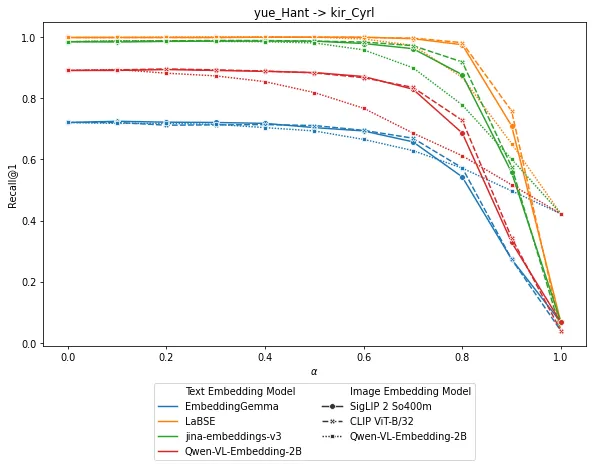 yue_Hant -> kir_Cyrl
Recall@1
1.0
0.8
0.6
0.4
0.2
0.0
0.0 0.2 0.4 0.6 0.8 1.0
α
Text Embedding Model Image Embedding Model
EmbeddingGemma SigLIP 2 So400m
LaBSE CLIP ViT-B/32
jina-embeddings-v3 Qwen-VL-Embedding-2B
Qwen-VL-Embedding-2B